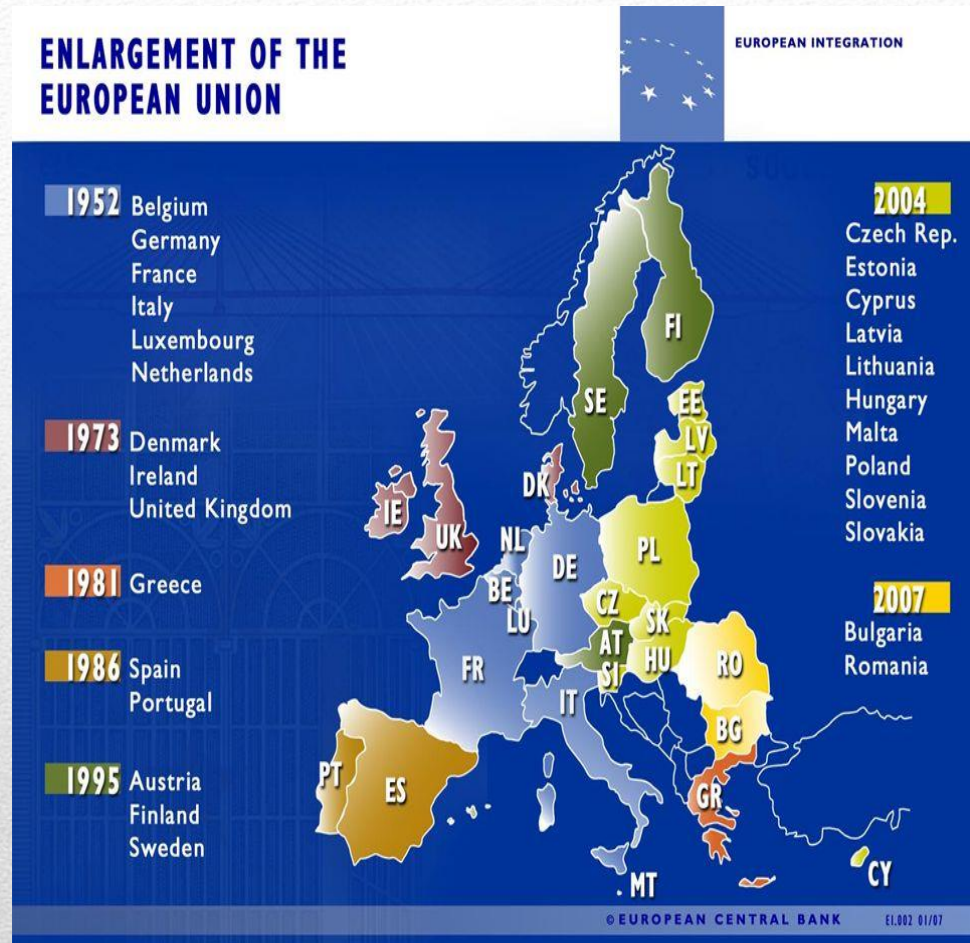 ENLARGEMENT OF THE
EUROPEAN UNION
EUROPEAN INTEGRATION
1952 Belgium
Germany
France
Italy
Luxembourg
Netherlands
1973 Denmark
Ireland
United Kingdom
1981 Greece
1986 Spain
Portugal
1995 Austria
Finland
Sweden
2004
Czech Rep.
Estonia
Cyprus
Latvia
Lithuania
Hungary
Malta
Poland
Slovenia
Slovakia
2007
Bulgaria
Romania
FI
SE
EE
LV
LT
DK
IE
UK
NL
DE
PL
BE
LU
CZ
SK
AT
HU
SI
FR
RO
IT
BG
PT
ES
GR
MT
CY
© EUROPEAN CENTRAL BANK
EI.002 01/07